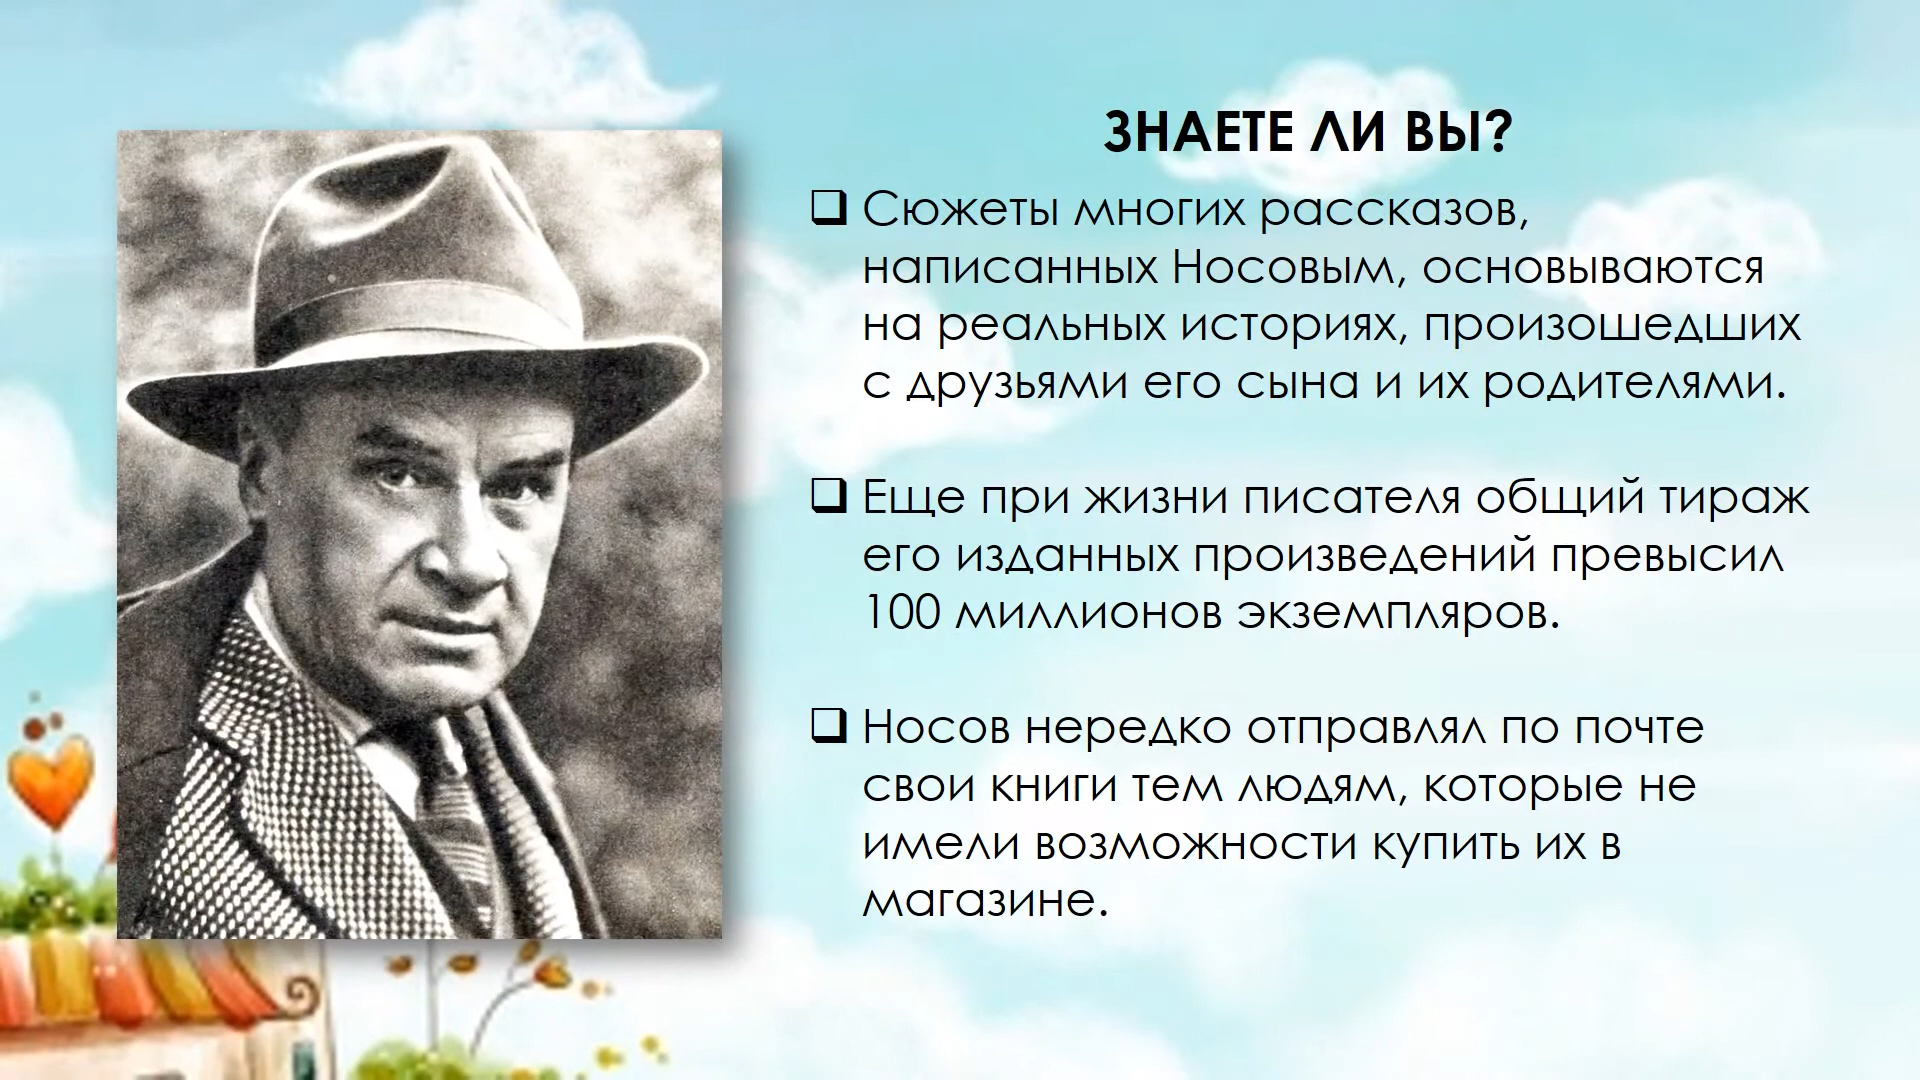 ЗНАЕТЕ ЛИ ВЫ?
❑ Сюжеты многих рассказов,
написанных Носовым, основываются
на реальных историях, произошедших
с друзьями его сына и их родителями.
❑ Еще при жизни писателя общий тираж
его изданных произведений превысил
100 миллионов экземпляров.
❑ Носов нередко отправлял по почте
свои книги тем людям, которые не
имели возможности купить их в
магазине.